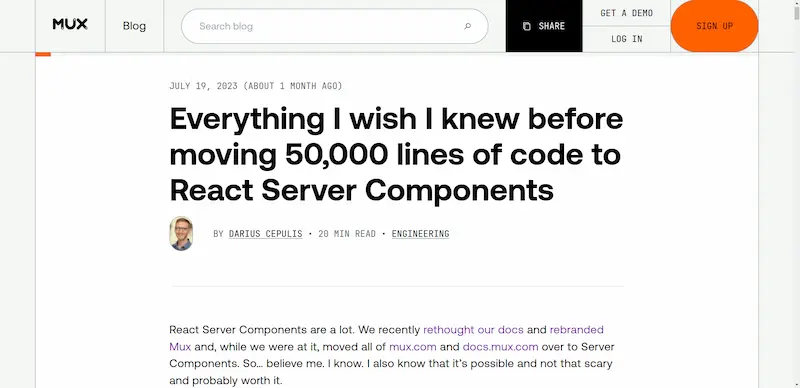 MUX
Blog
Search blog
SHARE
GET A DEMO
LOG IN
SIGN UP
JULY 19, 2023 (ABOUT 1 MONTH AGO)
Everything I wish I knew before
moving 50,000 lines of code to
React Server Components
BY DARIUS CEPULIS • 20 MIN READ • ENGINEERING
React Server Components are a lot. We recently rethought our docs and rebranded
Mux and, while we were at it, moved all of mux.com and docs.mux.com over to Server
Components. So… believe me. I know. I also know that it's possible and not that scary
and probably worth it.